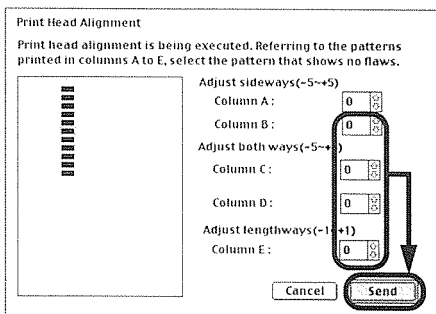 Print Head Alignment
Print head alignment is being executed. Referring to the patterns
printed in columns A to E, select the pattern that shows no flaws.
Adjust sideways(-5~+5)
Column A : 0
Column B : 0
Adjust both ways(-5~+ )
Column C : 0
Column D : 0
Adjust lengthways(-1 +1)
Column E : 0
Cancel Send